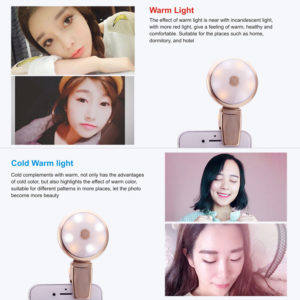 Warm Light
The effect of warm light is near with incandescent light,
with more red light, give a feeling of warm, healthy and
comfortable. Suitable for the places such as home,
dormitory, and hotel
Cold Warm light
Cold complements with warm, not only has the advantages
of cold color, but also highlights the effect of warm color,
suitable for different patterns in more places, let the photo
become more beauty